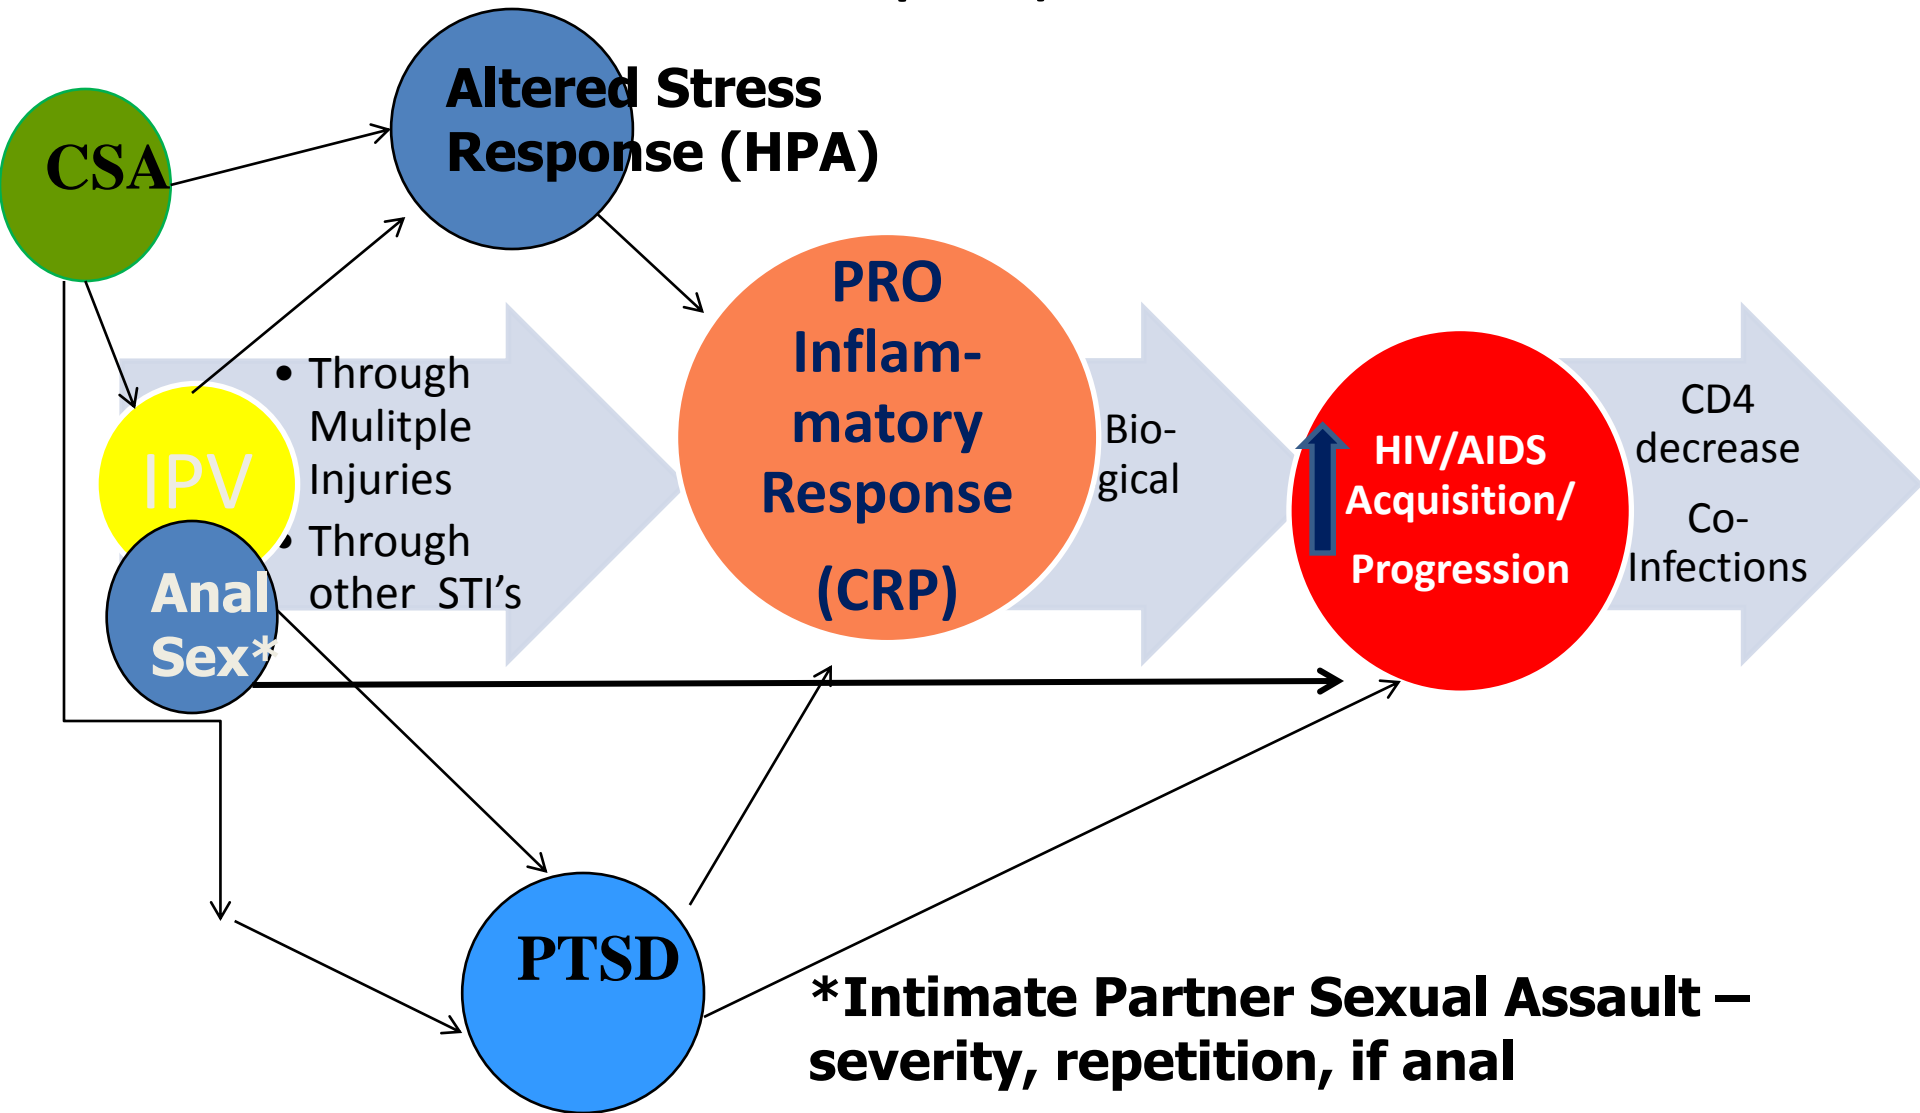 Altered Stress
Response (HPA)
CSA
PRO
Inflam-
matory
Response
(CRP)
• Through
Mulitple
Injuries
• Through
other STI's
IPV
Anal
Sex*
Bio-
gical
HIV/AIDS
Acquisition/
Progression
CD4
decrease
Co-
Infections
PTSD
*Intimate Partner Sexual Assault –
severity, repetition, if anal